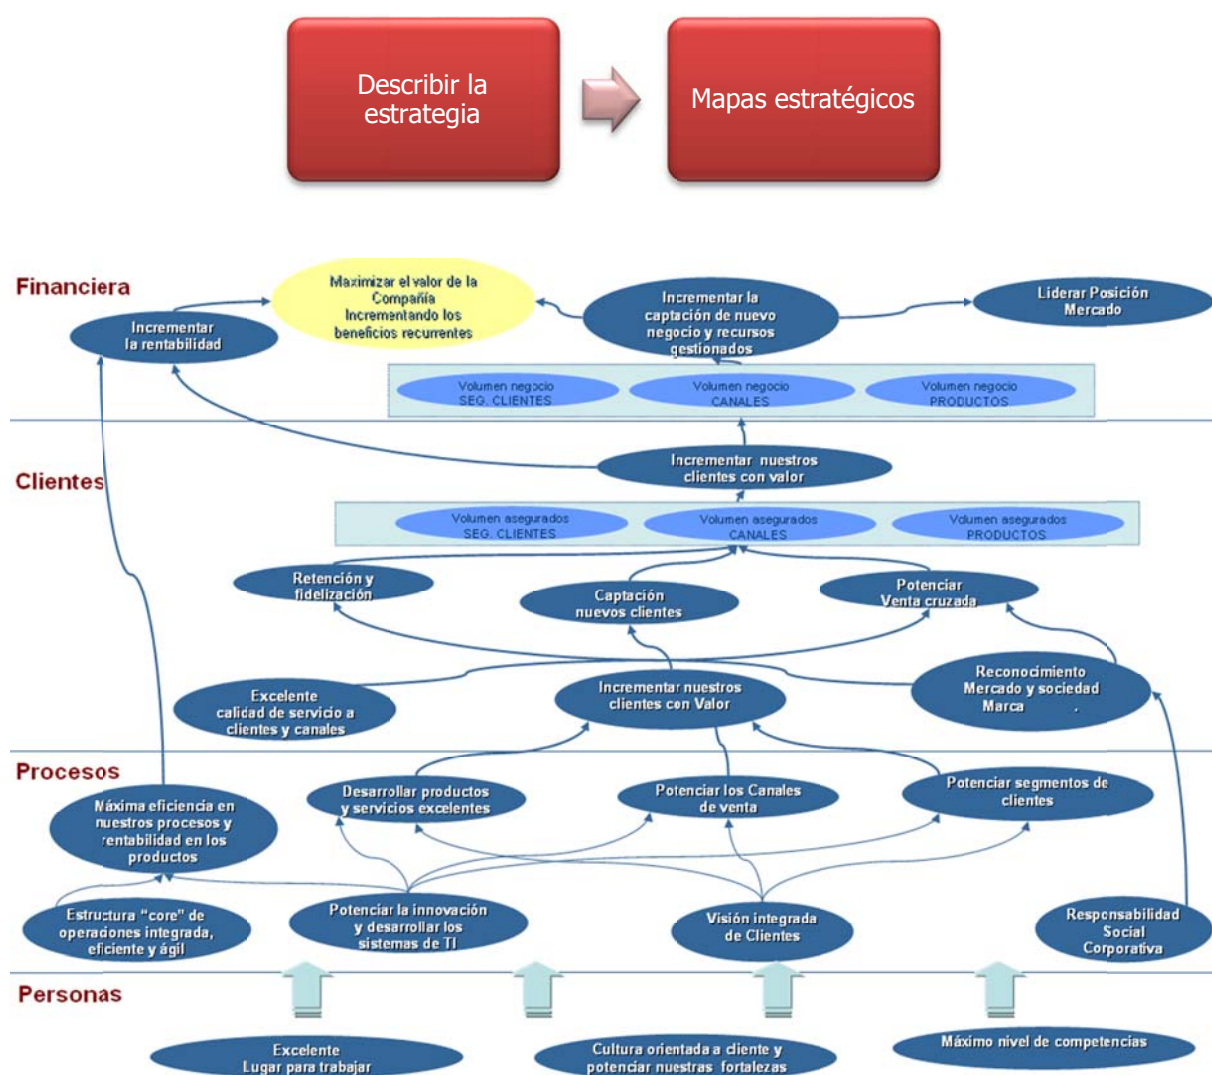 Describir la
estrategia
Mapas estratégicos
Financiera
Maximizar el valor de la
Compañía
Incrementando los
beneficios recurrentes
Incrementar la
captación de nuevo
negocio y recursos
gestionados
Liderar Posición
Mercado
Incrementar
la rentabilidad
Volumen negocio
SEG. CLIENTES
Volumen negocio
CANALES
Volumen negocio
PRODUCTOS
Clientes
Incrementar nuestros
clientes con valor
Volumen asegurados
SEG. CLIENTES
Volumen asegurados
CANALES
Volumen asegurados
PRODUCTOS
Retención y
fidelización
Captación
nuevos clientes
Potenciar
Venta cruzada
Excelente
calidad de servicio a
clientes y canales
Incrementar nuestros
clientes con Valor
Reconocimiento
Mercado y sociedad
Marca .
Procesos
Máxima eficiencia en
nuestros procesos y
rentabilidad en los
productos
Desarrollar productos
y servicios excelentes
Potenciar los Canales
de venta
Potenciar segmentos de
clientes
Estructura “core” de
operaciones integrada,
eficiente y ágil
Potenciar la innovación
y desarrollar los
sistemas de TI
Visión integrada
de Clientes
Responsabilidad
Social
Corporativa
Personas
Excelente
Lugar para trabajar
Cultura orientada a cliente y
potenciar nuestras fortalezas
Máximo nivel de competencias